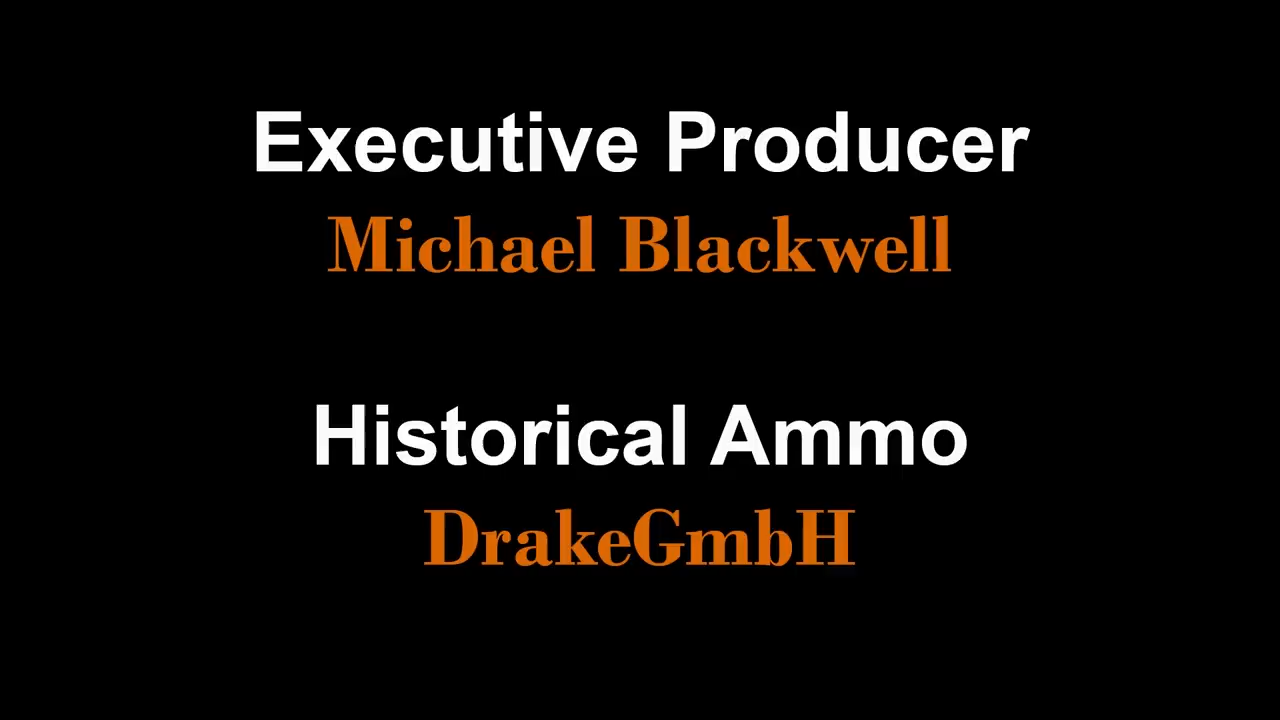 Executive Producer
Michael Blackwell
Historical Ammo
DrakeGmbH